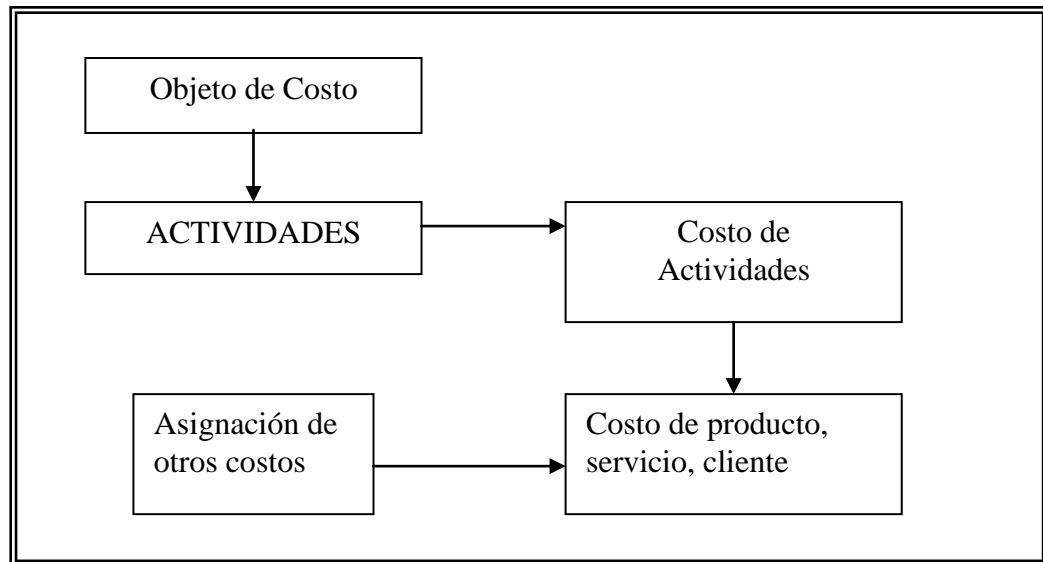 Objeto de Costo
ACTIVIDADES
Costo de
Actividades
Asignación de
otros costos
Costo de producto,
servicio, cliente